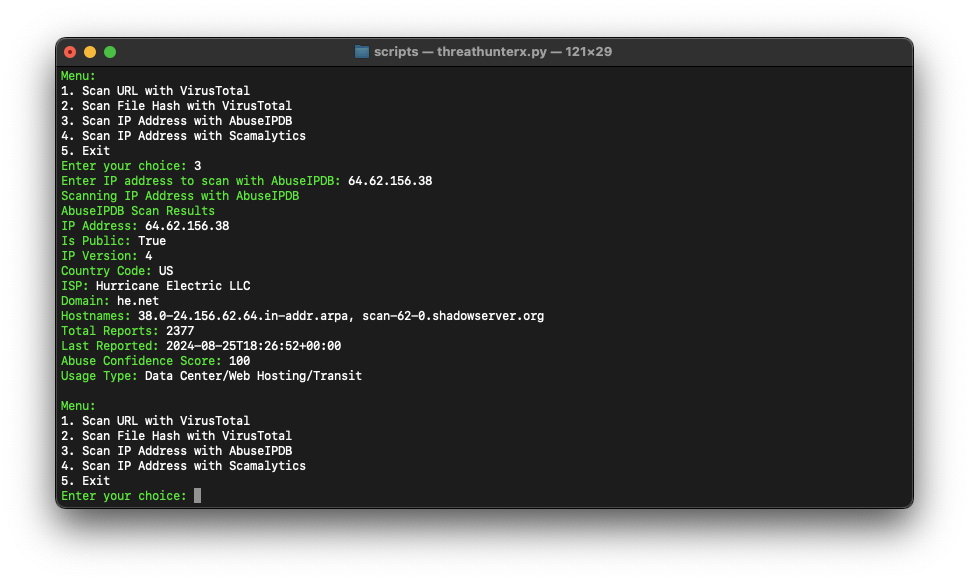 scripts — threathunterx.py — 121×29
Menu:
1. Scan URL with VirusTotal
2. Scan File Hash with VirusTotal
3. Scan IP Address with AbuseIPDB
4. Scan IP Address with Scamalytics
5. Exit
Enter your choice: 3
Enter IP address to scan with AbuseIPDB: 64.62.156.38
Scanning IP Address with AbuseIPDB
AbuseIPDB Scan Results
IP Address: 64.62.156.38
Is Public: True
IP Version: 4
Country Code: US
ISP: Hurricane Electric LLC
Domain: he.net
Hostnames: 38.0-24.156.62.64.in-addr.arpa, scan-62-0.shadowserver.org
Total Reports: 2377
Last Reported: 2024-08-25T18:26:52+00:00
Abuse Confidence Score: 100
Usage Type: Data Center/Web Hosting/Transit
Menu:
1. Scan URL with VirusTotal
2. Scan File Hash with VirusTotal
3. Scan IP Address with AbuseIPDB
4. Scan IP Address with Scamalytics
5. Exit
Enter your choice: